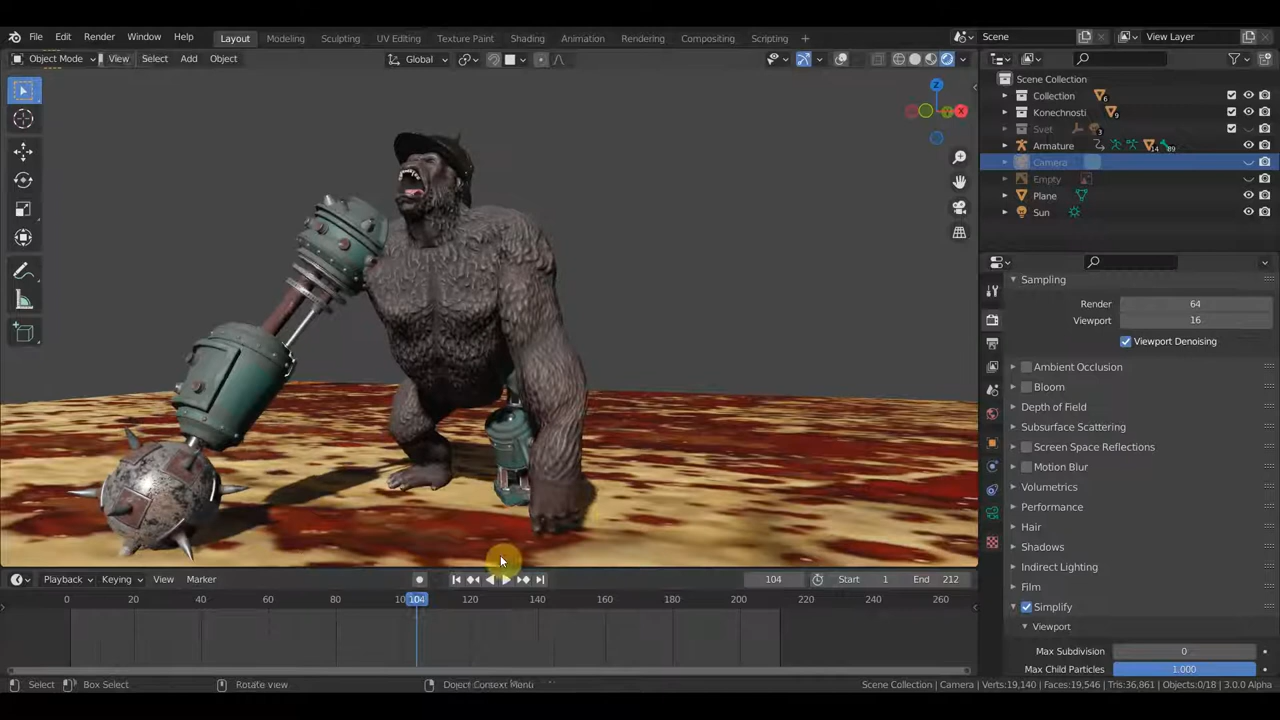 File Edit Render Window Help Layout Modeling Sculpting UV Editing Texture Paint Shading Animation Rendering Compositing Scripting + Scene View Layer
Object Mode View Select Add Object Global
Z
Y X
Scene Collection
Collection 6
Konechnosti 9
Svet 3
Armature 14 89
Camera
Empty
Plane
Sun
Sampling
Render 64
Viewport 16
Viewport Denoising
Ambient Occlusion
Bloom
Depth of Field
Subsurface Scattering
Screen Space Reflections
Motion Blur
Volumetrics
Performance
Hair
Shadows
Indirect Lighting
Film
Simplify
Viewport
Max Subdivision 0
Max Child Particles 1.000
Playback Keying View Marker 104 Start 1 End 212
0 20 40 60 80 104 120 140 160 180 200 220 240 260
Select Box Select Rotate view Object Context Menu Scene Collection | Camera | Verts:19,140 | Faces:19,546 | Tris:36,861 | Objects:0/18 | 3.0.0 Alpha